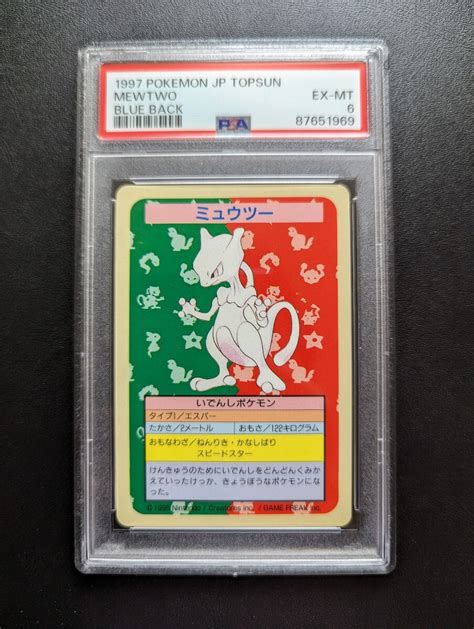 1997 POKEMON JP TOPSUN
MEWTWO EX-MT
BLUE BACK 6
PSA 87651969
ミュウツー
いでんしポケモン
タイプ1/エスパー
たかさ/2メートル おもさ/122キログラム
おもなわざ/ねんりき・かなしばり
スピードスター
けんきゅうのためにいでんしをどんどんくみか
えていったけっか、きょうぼうなポケモンにな
った。
© 1995 Nintendo / Creatures inc. / GAME FREAK inc.